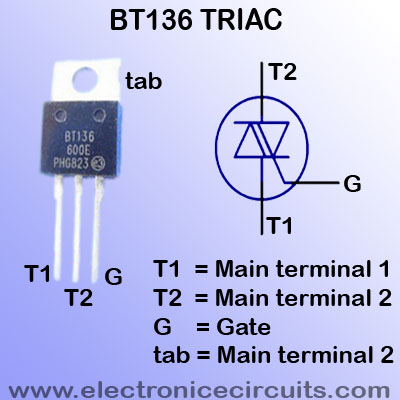 BT136 TRIAC
tab
BT136
600E
PHG823
T1
T2
G
T2
G
T1
T1 = Main terminal 1
T2 = Main terminal 2
G = Gate
tab = Main terminal 2
www.electronicecircuits.com